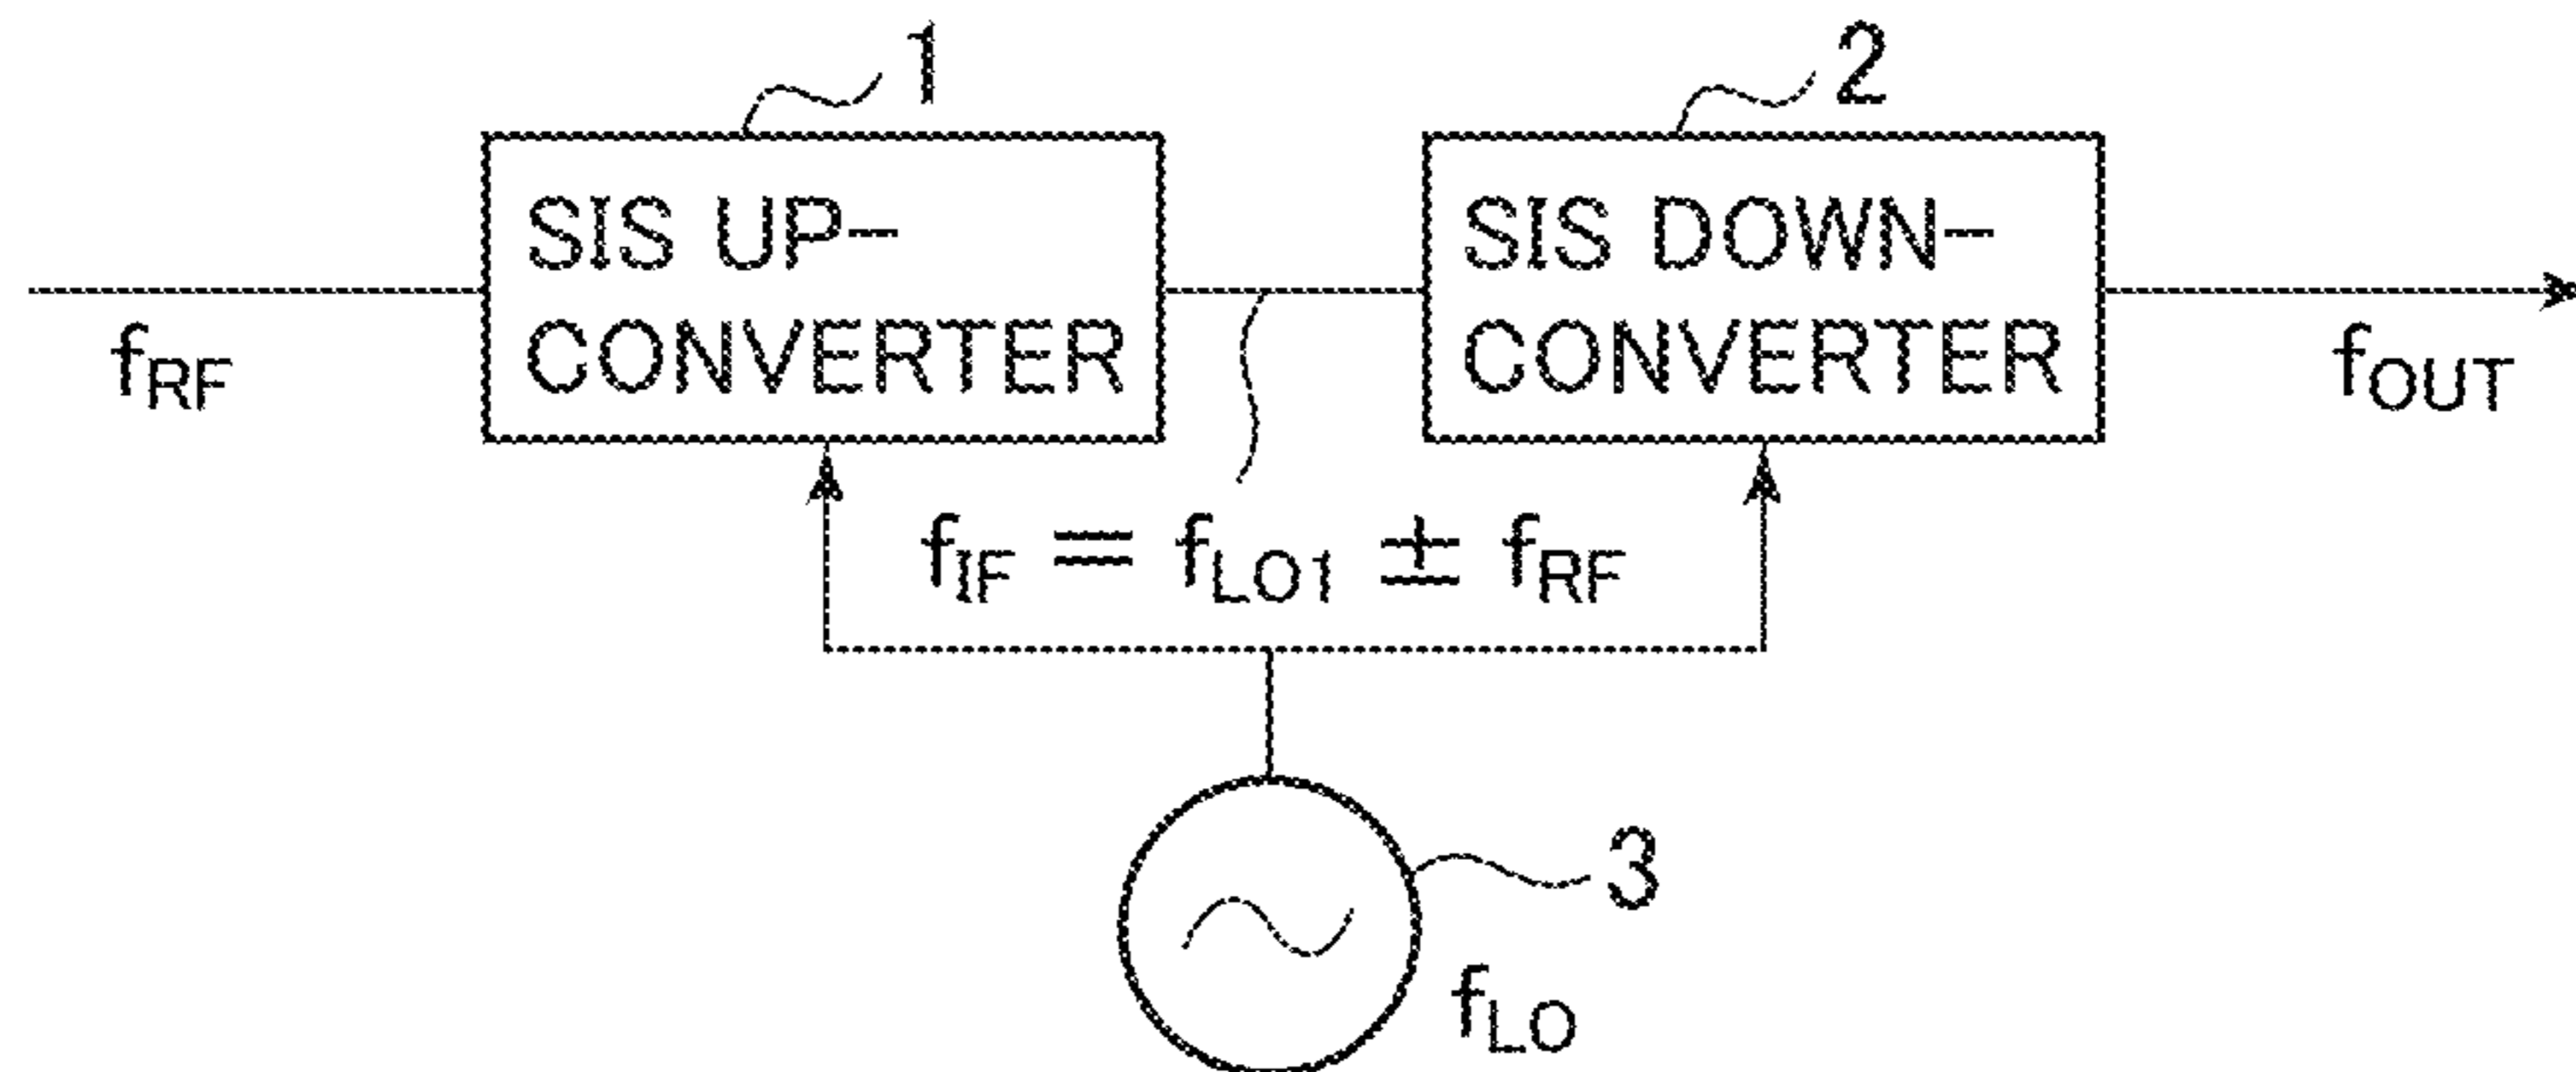 1
2
SIS UP-
CONVERTER
SIS DOWN-
CONVERTER
fRF
fOUT
fIF = fLO1 ± fRF
3
fLO